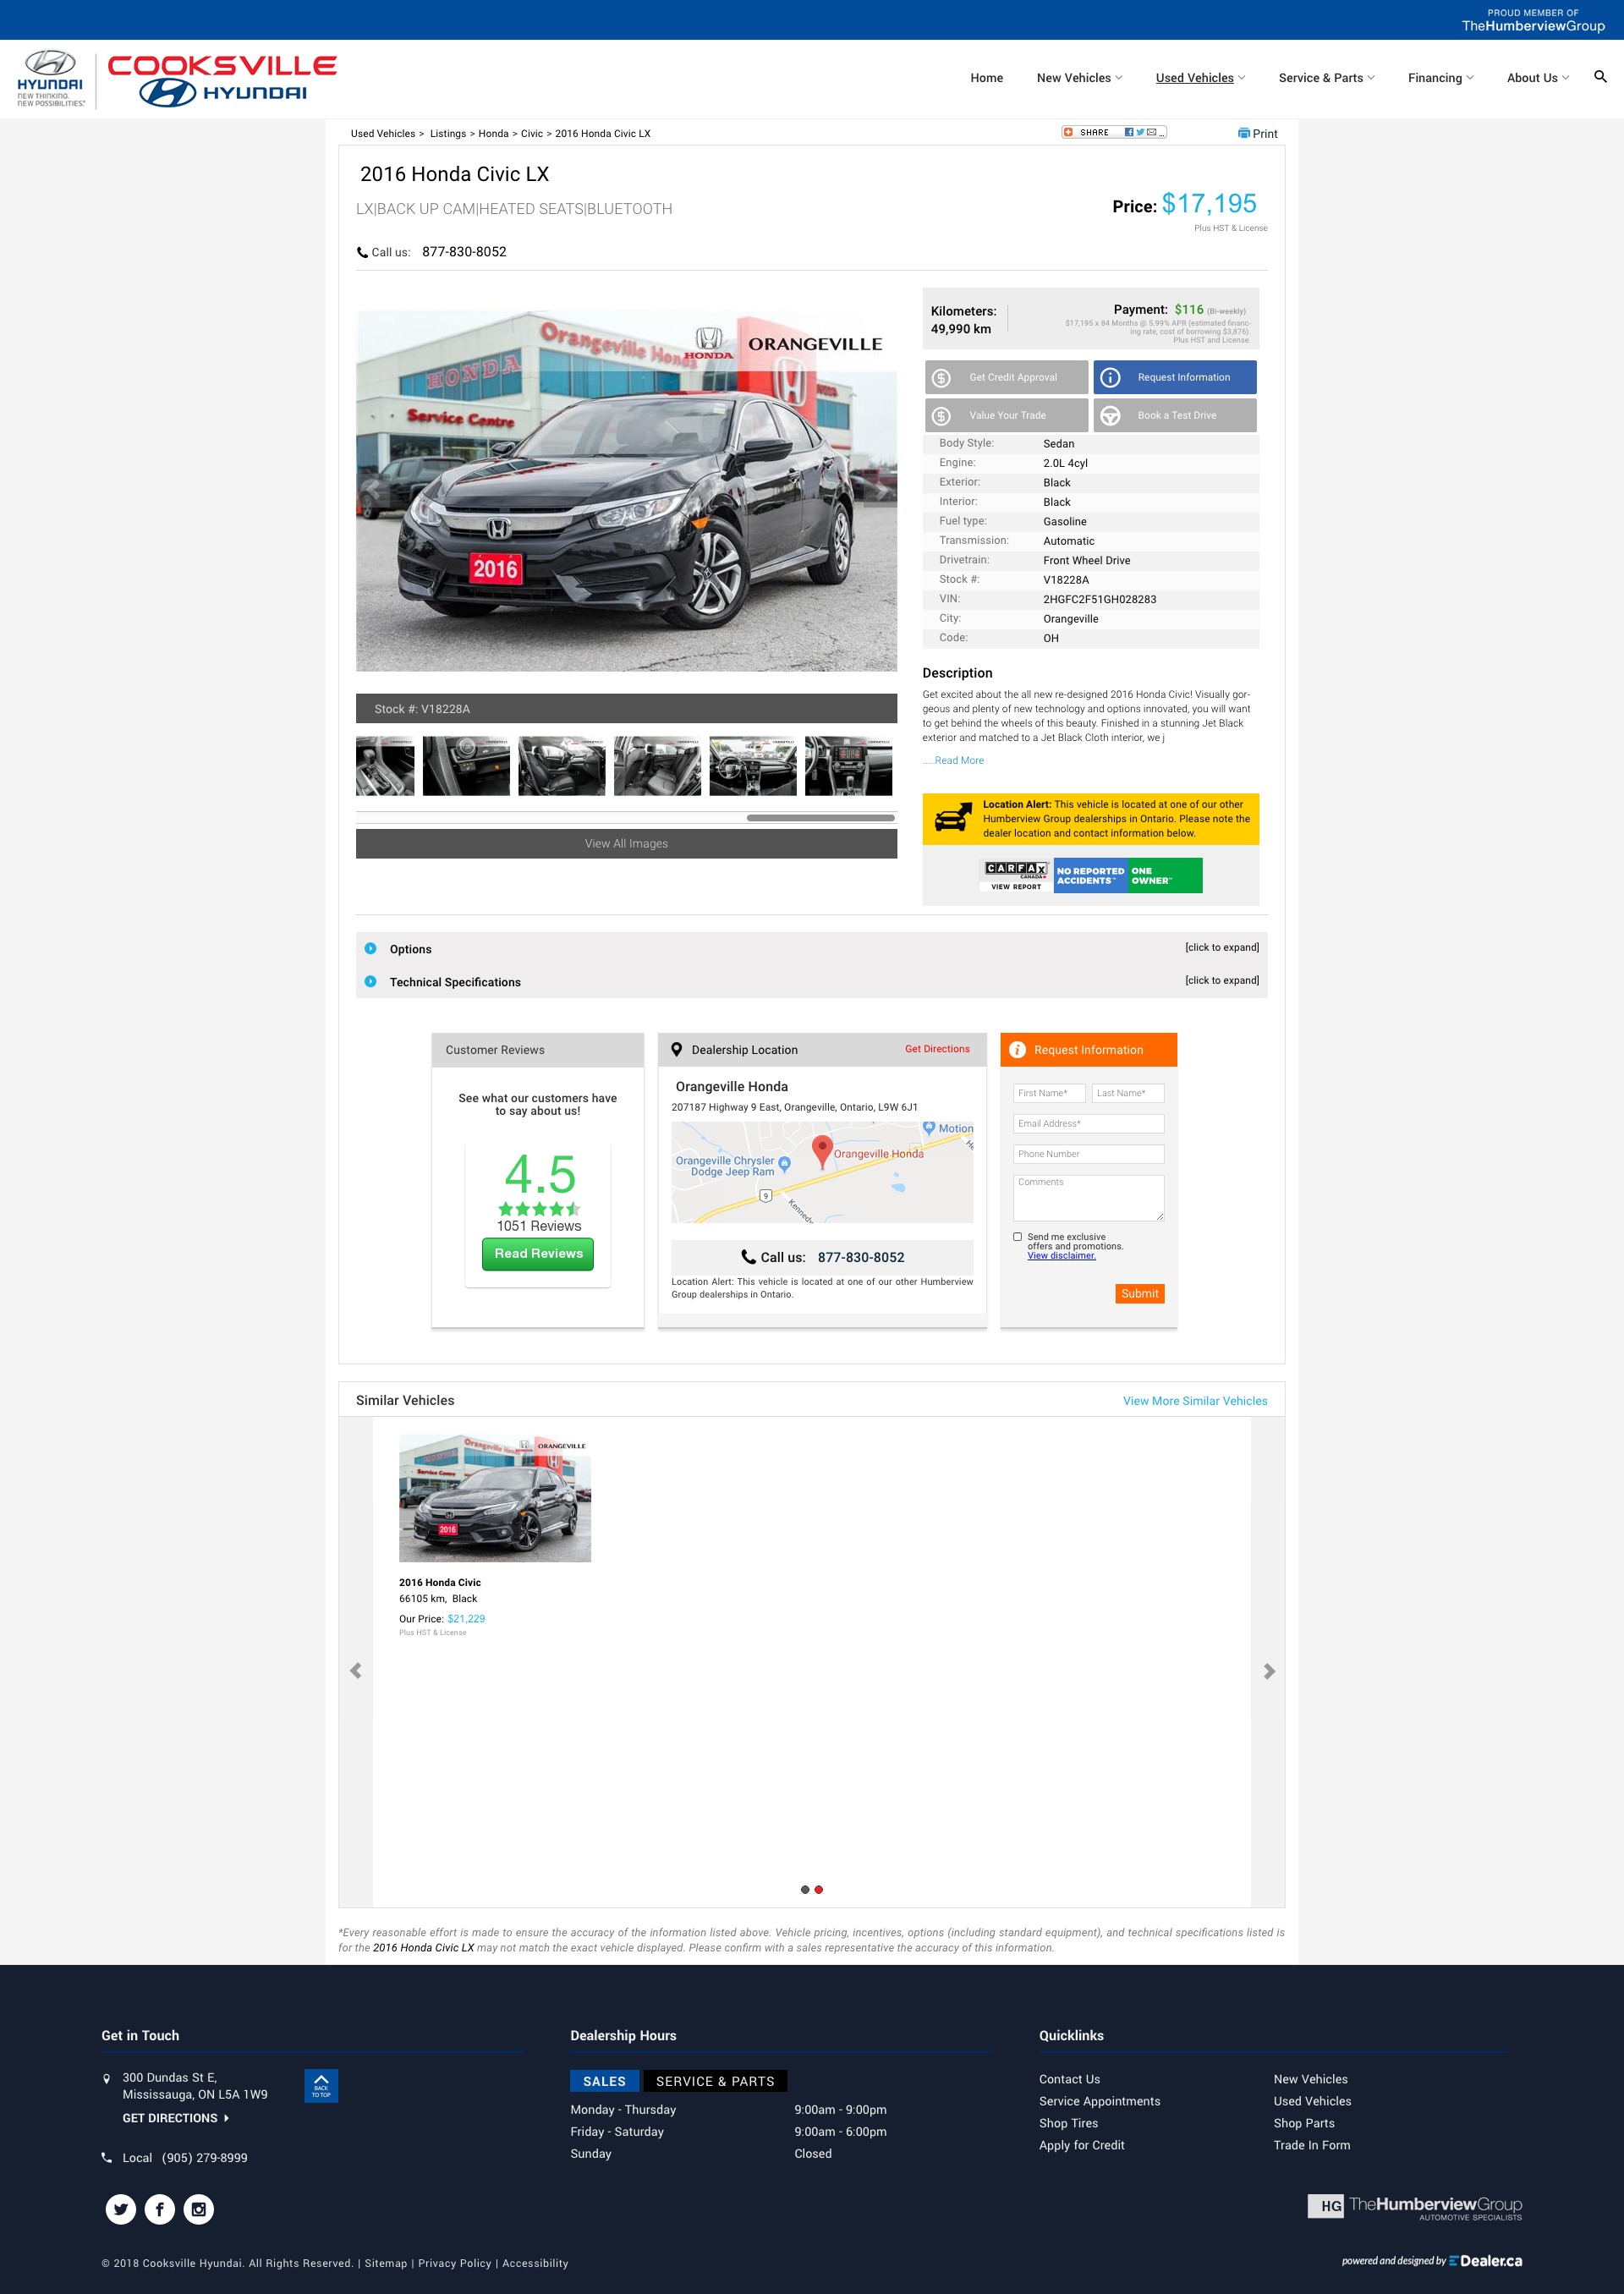 PROUD MEMBER OF
TheHumberviewGroup
HYUNDAI
NEW THINKING.
NEW POSSIBILITIES.
COOKSVILLE
HYUNDAI
Home New Vehicles Used Vehicles Service & Parts Financing About Us
Used Vehicles > Listings > Honda > Civic > 2016 Honda Civic LX
SHARE ...
Print
2016 Honda Civic LX
LX|BACK UP CAM|HEATED SEATS|BLUETOOTH
Price: $17,195
Plus HST & License
Call us: 877-830-8052
Orangeville Honda
HONDA
ORANGEVILLE
HONDA
Service Centre
2016
Kilometers:
49,990 km
Payment: $116 (Bi-weekly)
$17,195 x 84 Months @ 5.99% APR (estimated financ-
ing rate, cost of borrowing $3,876).
Plus HST and License.
Get Credit Approval
Request Information
Value Your Trade
Book a Test Drive
Body Style: Sedan
Engine: 2.0L 4cyl
Exterior: Black
Interior: Black
Fuel type: Gasoline
Transmission: Automatic
Drivetrain: Front Wheel Drive
Stock #: V18228A
VIN: 2HGFC2F51GH028283
City: Orangeville
Code: OH
Stock #: V18228A
View All Images
Description
Get excited about the all new re-designed 2016 Honda Civic! Visually gor-
geous and plenty of new technology and options innovated, you will want
to get behind the wheels of this beauty. Finished in a stunning Jet Black
exterior and matched to a Jet Black Cloth interior, we j
.....Read More
Location Alert: This vehicle is located at one of our other
Humberview Group dealerships in Ontario. Please note the
dealer location and contact information below.
CARFAX
CANADA
VIEW REPORT
NO REPORTED
ACCIDENTS™
ONE
OWNER™
Options [click to expand]
Technical Specifications [click to expand]
Customer Reviews
See what our customers have
to say about us!
4.5
1051 Reviews
Read Reviews
Dealership Location Get Directions
Orangeville Honda
207187 Highway 9 East, Orangeville, Ontario, L9W 6J1
Motion
Orangeville Honda
Orangeville Chrysler
Dodge Jeep Ram
9
Kennedy
Call us: 877-830-8052
Location Alert: This vehicle is located at one of our other Humberview
Group dealerships in Ontario.
Request Information
First Name* Last Name*
Email Address*
Phone Number
Comments
Send me exclusive
offers and promotions.
View disclaimer.
Submit
Similar Vehicles View More Similar Vehicles
Orangeville Honda
ORANGEVILLE
Service Centre
2016
2016 Honda Civic
66105 km, Black
Our Price: $21,229
Plus HST & License
*Every reasonable effort is made to ensure the accuracy of the information listed above. Vehicle pricing, incentives, options (including standard equipment), and technical specifications listed is
for the 2016 Honda Civic LX may not match the exact vehicle displayed. Please confirm with a sales representative the accuracy of this information.
Get in Touch
300 Dundas St E,
Mississauga, ON L5A 1W9
GET DIRECTIONS
BACK
TO TOP
Local (905) 279-8999
Dealership Hours
SALES SERVICE & PARTS
Monday - Thursday 9:00am - 9:00pm
Friday - Saturday 9:00am - 6:00pm
Sunday Closed
Quicklinks
Contact Us New Vehicles
Service Appointments Used Vehicles
Shop Tires Shop Parts
Apply for Credit Trade In Form
HG TheHumberviewGroup
AUTOMOTIVE SPECIALISTS
© 2018 Cooksville Hyundai. All Rights Reserved. | Sitemap | Privacy Policy | Accessibility
powered and designed by EDealer.ca